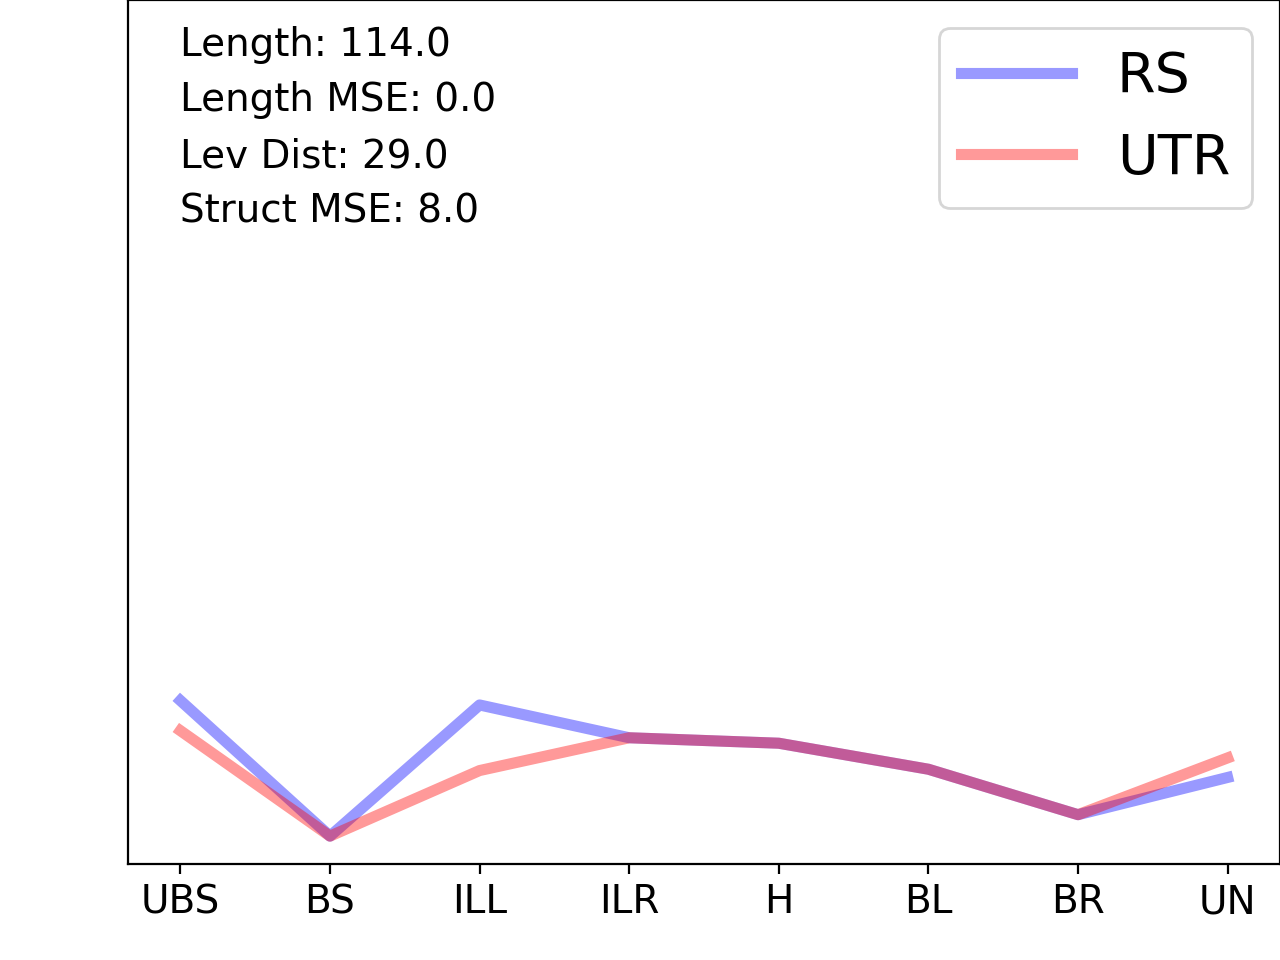 Length: 114.0
Length MSE: 0.0
Lev Dist: 29.0
Struct MSE: 8.0
RS
UTR
UBS BS ILL ILR H BL BR UN